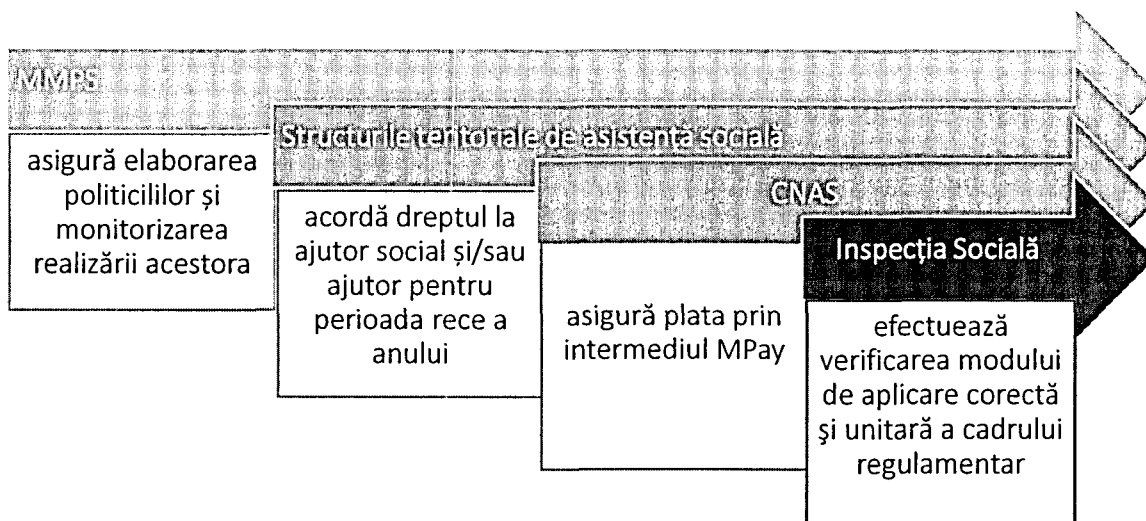 MMPS
asigură elaborarea
politicililor și
monitorizarea
realizării acestora
Structurile teritoriale de asistență socială
acordă dreptul la
ajutor social și/sau
ajutor pentru
perioada rece a
anului
CNAS
asigură plata prin
intermediul MPay
Inspecția Socială
efectuează
verificarea modului
de aplicare corectă
şi unitară a cadrului
regulamentar